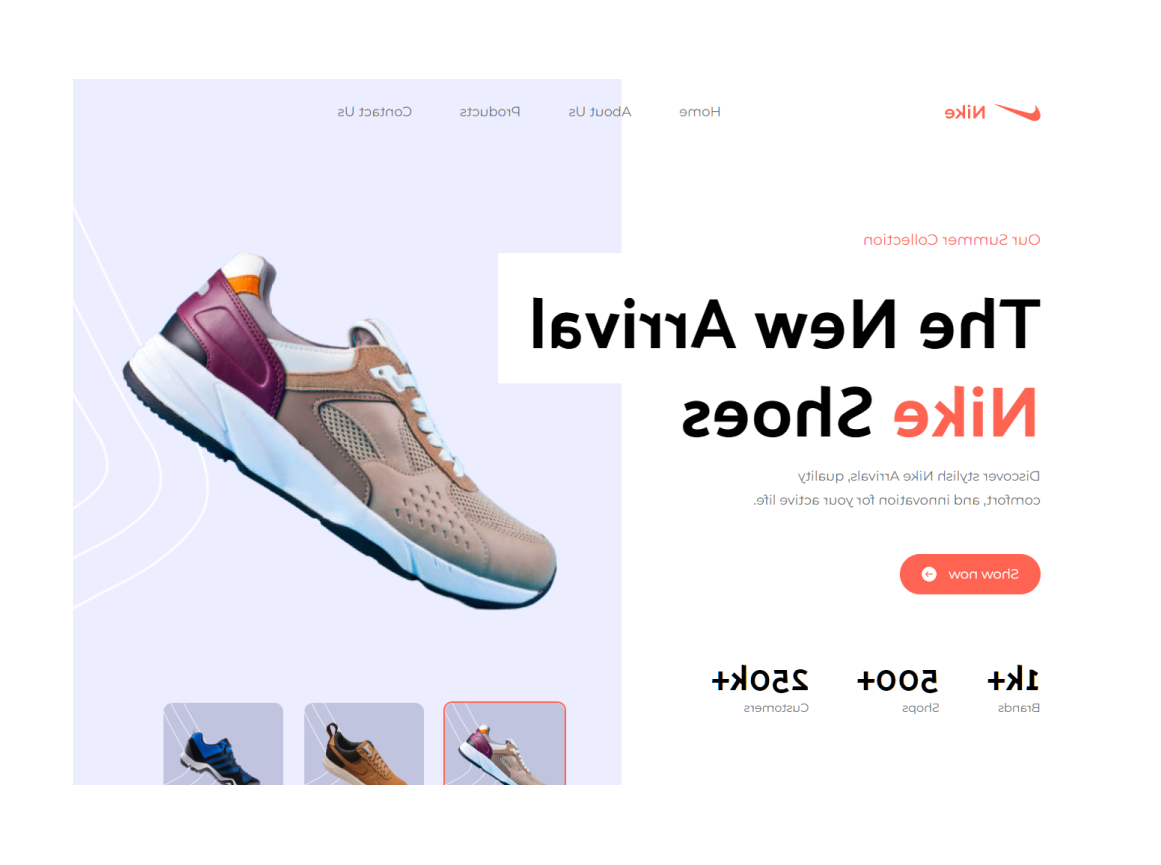 Nike
Home
About Us
Products
Contact Us
Our Summer Collection
The New Arrival
Nike Shoes
Discover stylish Nike Arrivals, quality
comfort, and innovation for your active life.
Show now
1k+
Brands
500+
Shops
250k+
Customers